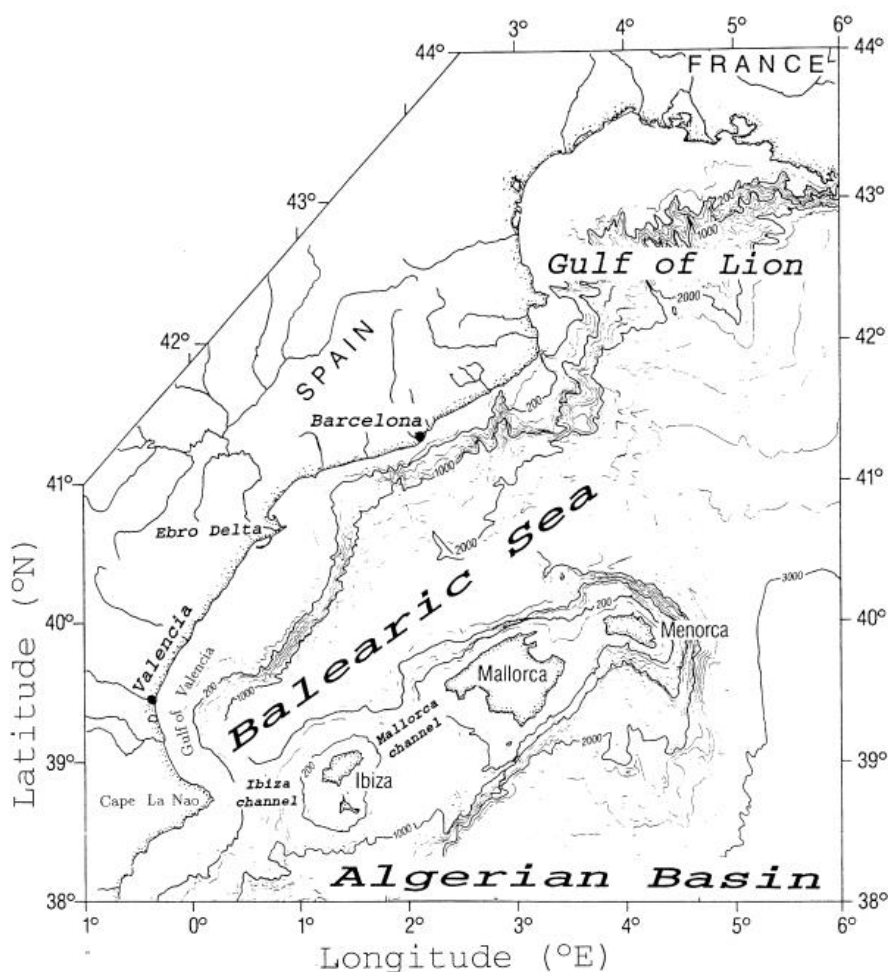 3° 4° 5° 6°
44° 44°
FRANCE
43° 43°
200
1000
Gulf of Lion
2000
42° 42°
SPAIN
200
Barcelona
1000
41° 41°
Ebro Delta
2000
Balearic Sea
3000
40° 40°
200
Menorca
Valencia
Mallorca
Gulf of Valencia
200
1000
Mallorca
channel
2000
39° 39°
200
Ibiza
Ibiza
channel
Cape La Nao
1000
Algerian Basin
38° 38°
1° 0° 1° 2° 3° 4° 5° 6°
Latitude (°N)
Longitude (°E)